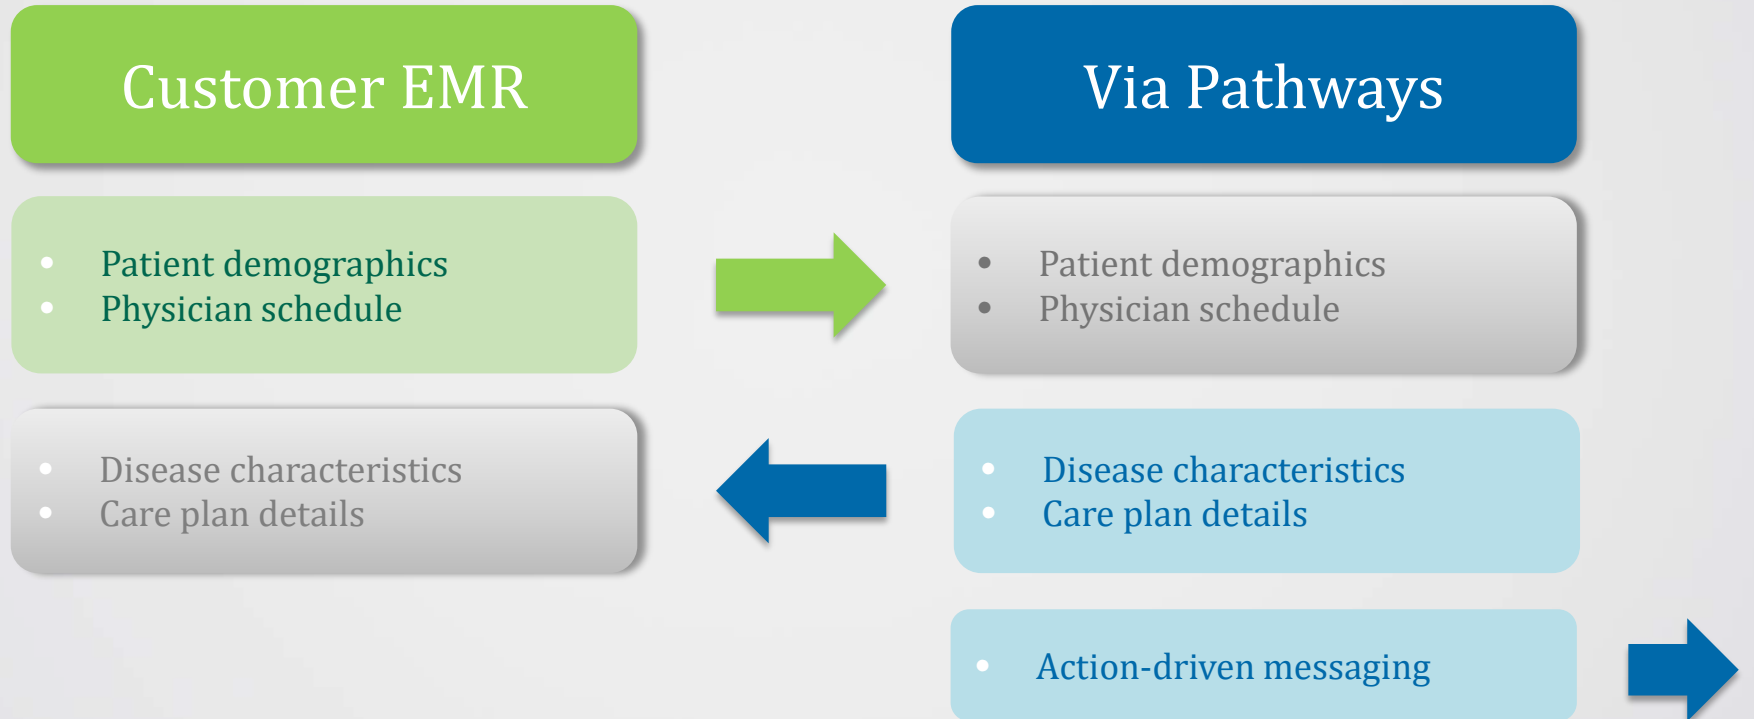 Customer EMR
Via Pathways
• Patient demographics
• Physician schedule
• Patient demographics
• Physician schedule
• Disease characteristics
• Care plan details
• Disease characteristics
• Care plan details
• Action-driven messaging